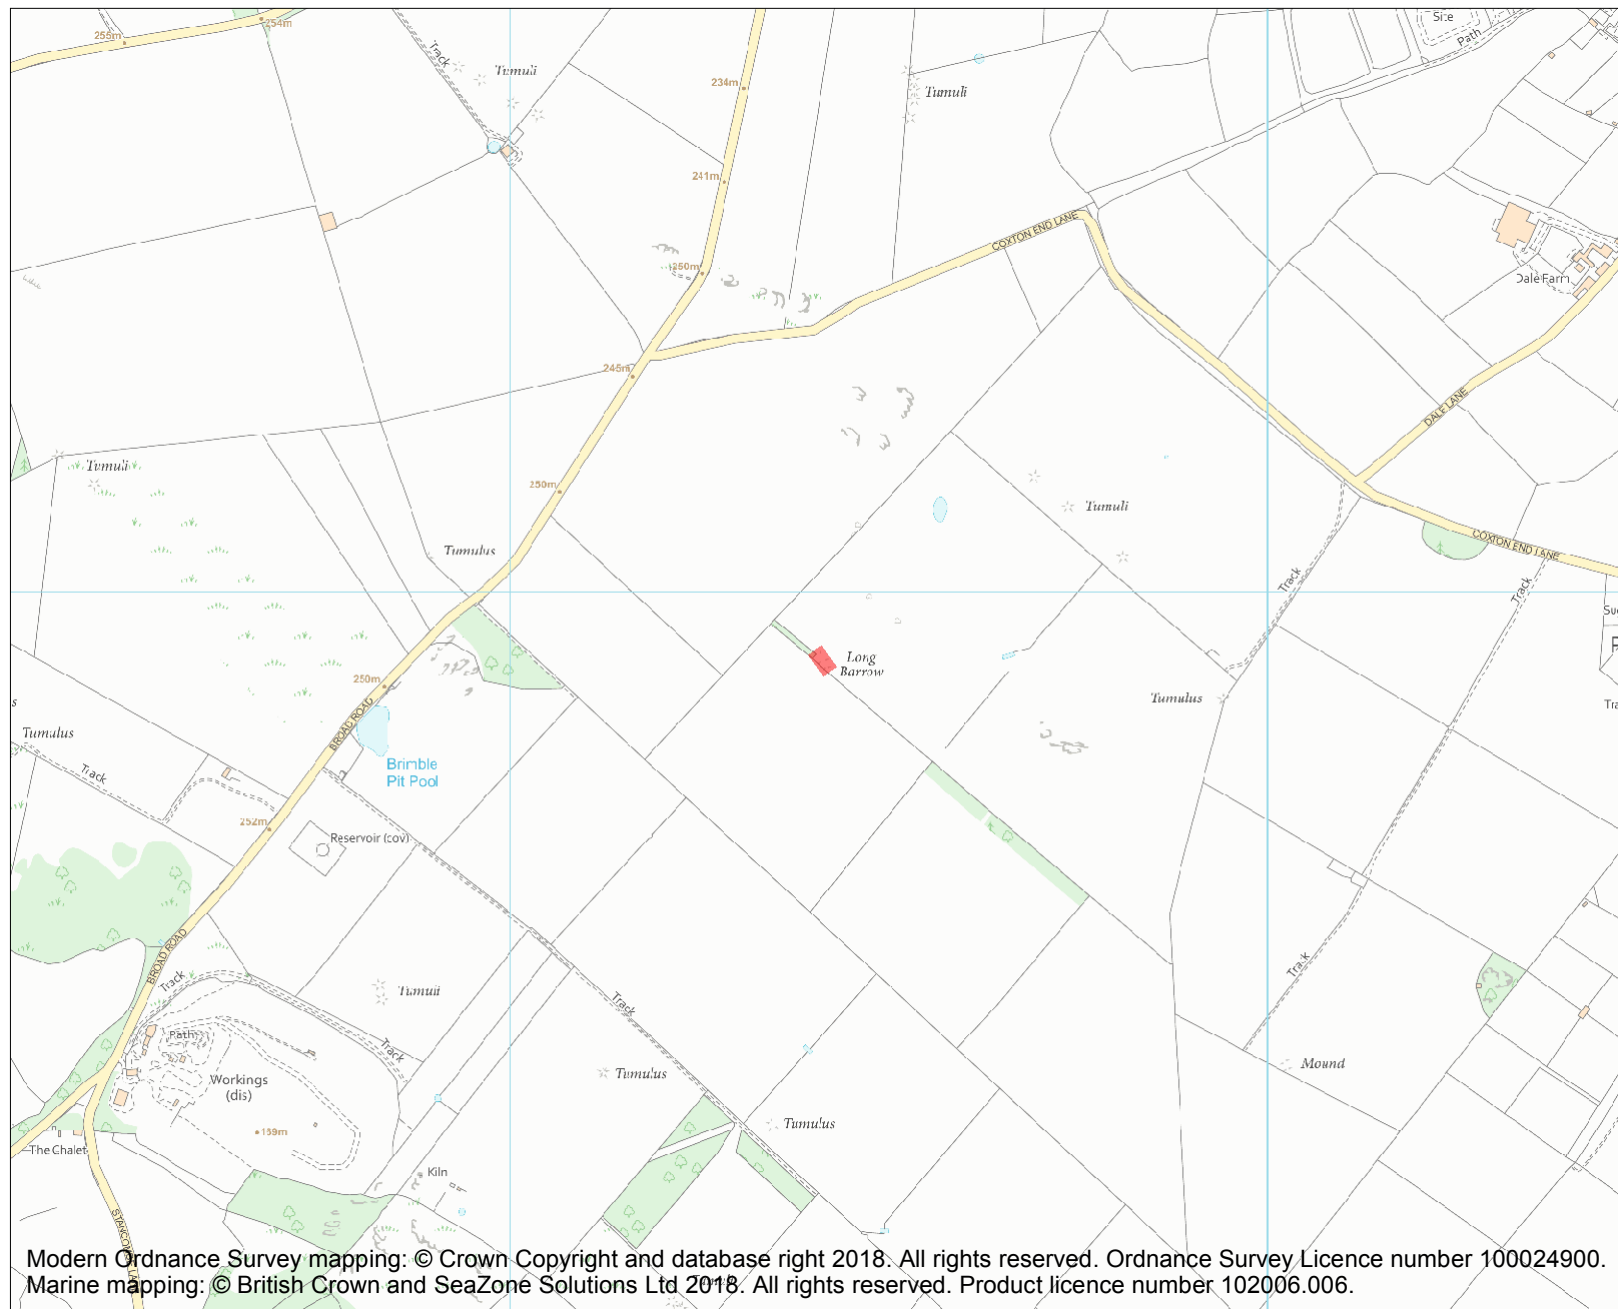 254m
255m
Track
Tumuli
234m
Tumuli
Site
Path
241m
COXTON END LANE
250m
Dale Farm
245m
DALE LANE
Tumuli
250m
Tumuli
Tumulus
COXTON END LANE
Track
Track
Long
Barrow
250m
Tumulus
BROAD ROAD
Tumulus
Track
Brimble
Pit Pool
252m
Reservoir (cov)
BROAD ROAD
Track
Tumuli
Track
Track
Path
Track
Workings
(dis)
Tumulus
Mound
159m
Tumulus
The Chalet
Kiln
Modern Ordnance Survey mapping: © Crown Copyright and database right 2018. All rights reserved. Ordnance Survey Licence number 100024900.
Marine mapping: © British Crown and SeaZone Solutions Ltd 2018. All rights reserved. Product licence number 102006.006.